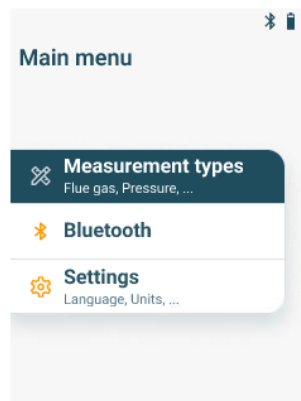 Main menu
Measurement types
Flue gas, Pressure, ...
Bluetooth
Settings
Language, Units, ...